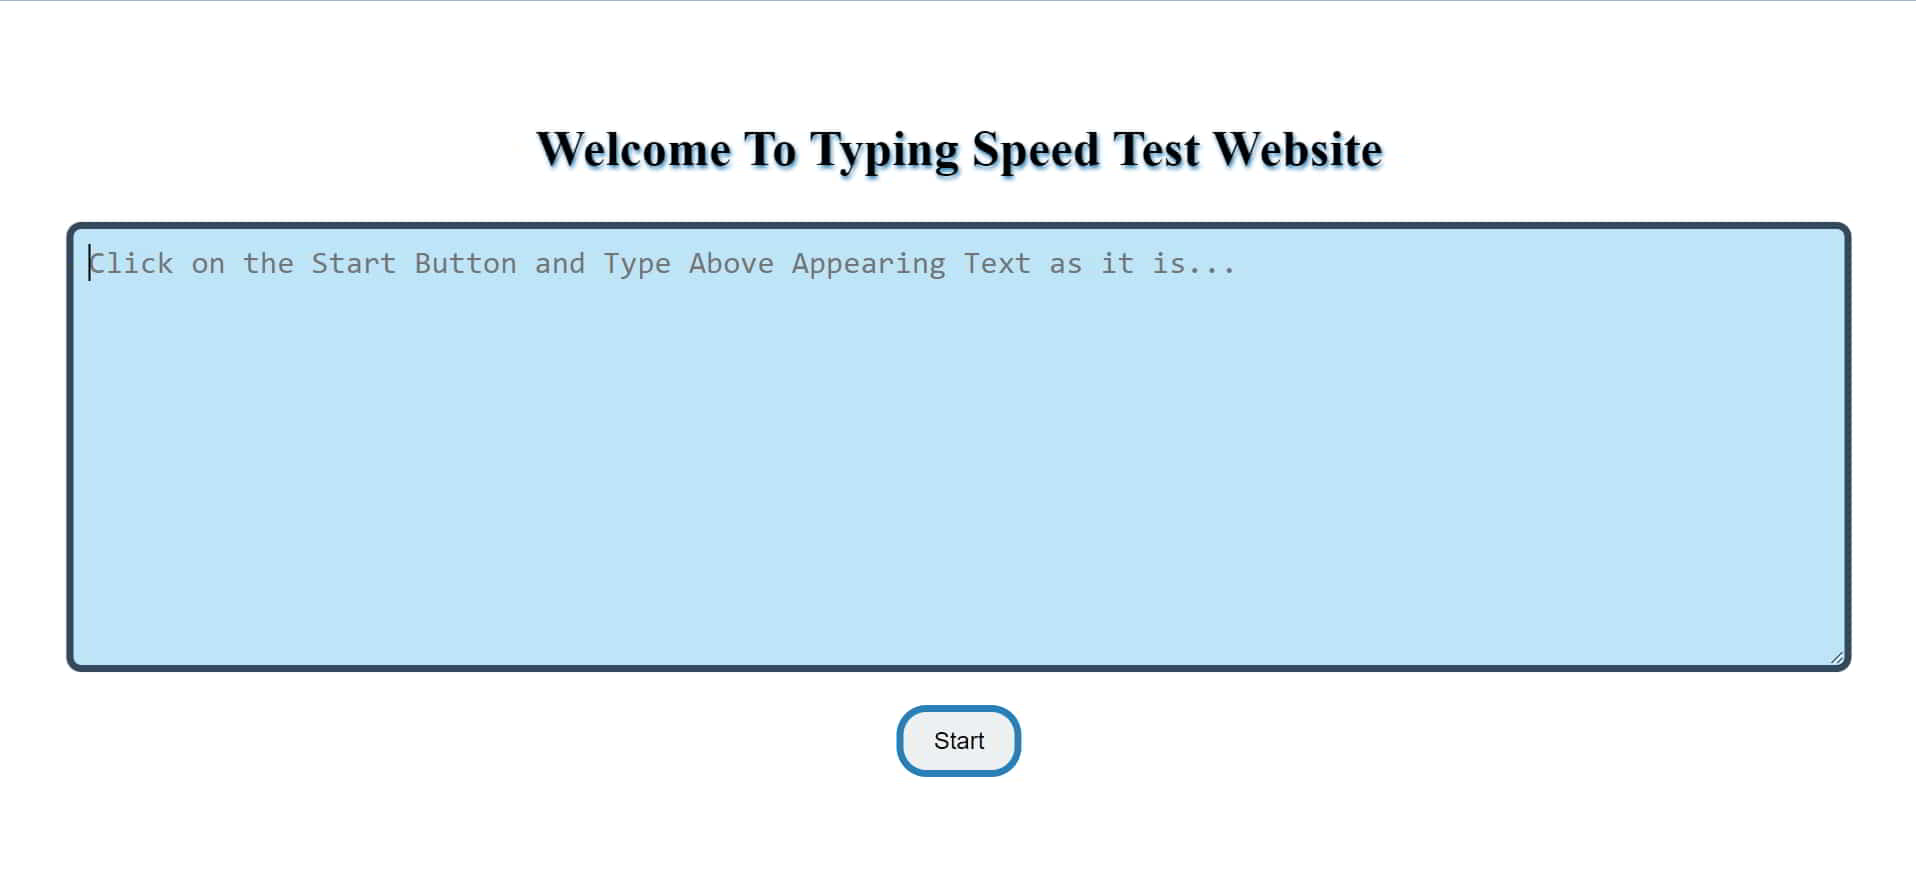 Welcome To Typing Speed Test Website
Click on the Start Button and Type Above Appearing Text as it is...
Start